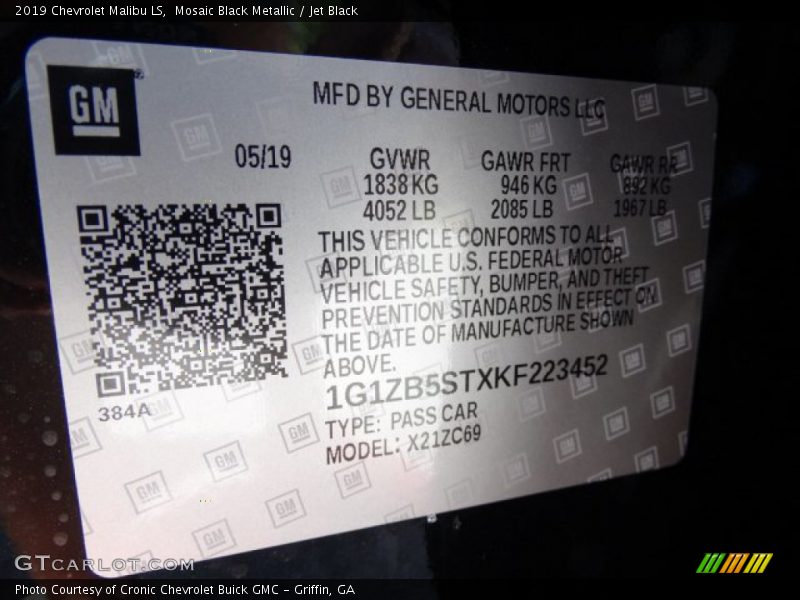 2019 Chevrolet Malibu LS, Mosaic Black Metallic / Jet Black
GM
MFD BY GENERAL MOTORS LLC
05/19 GVWR GAWR FRT GAWR RR
1838 KG 946 KG 892 KG
4052 LB 2085 LB 1967 LB
THIS VEHICLE CONFORMS TO ALL
APPLICABLE U.S. FEDERAL MOTOR
VEHICLE SAFETY, BUMPER, AND THEFT
PREVENTION STANDARDS IN EFFECT ON
THE DATE OF MANUFACTURE SHOWN
ABOVE.
1G1ZB5STXKF223452
384A
TYPE: PASS CAR
MODEL: X21ZC69
GTCARLOT.COM
Photo Courtesy of Cronic Chevrolet Buick GMC - Griffin, GA